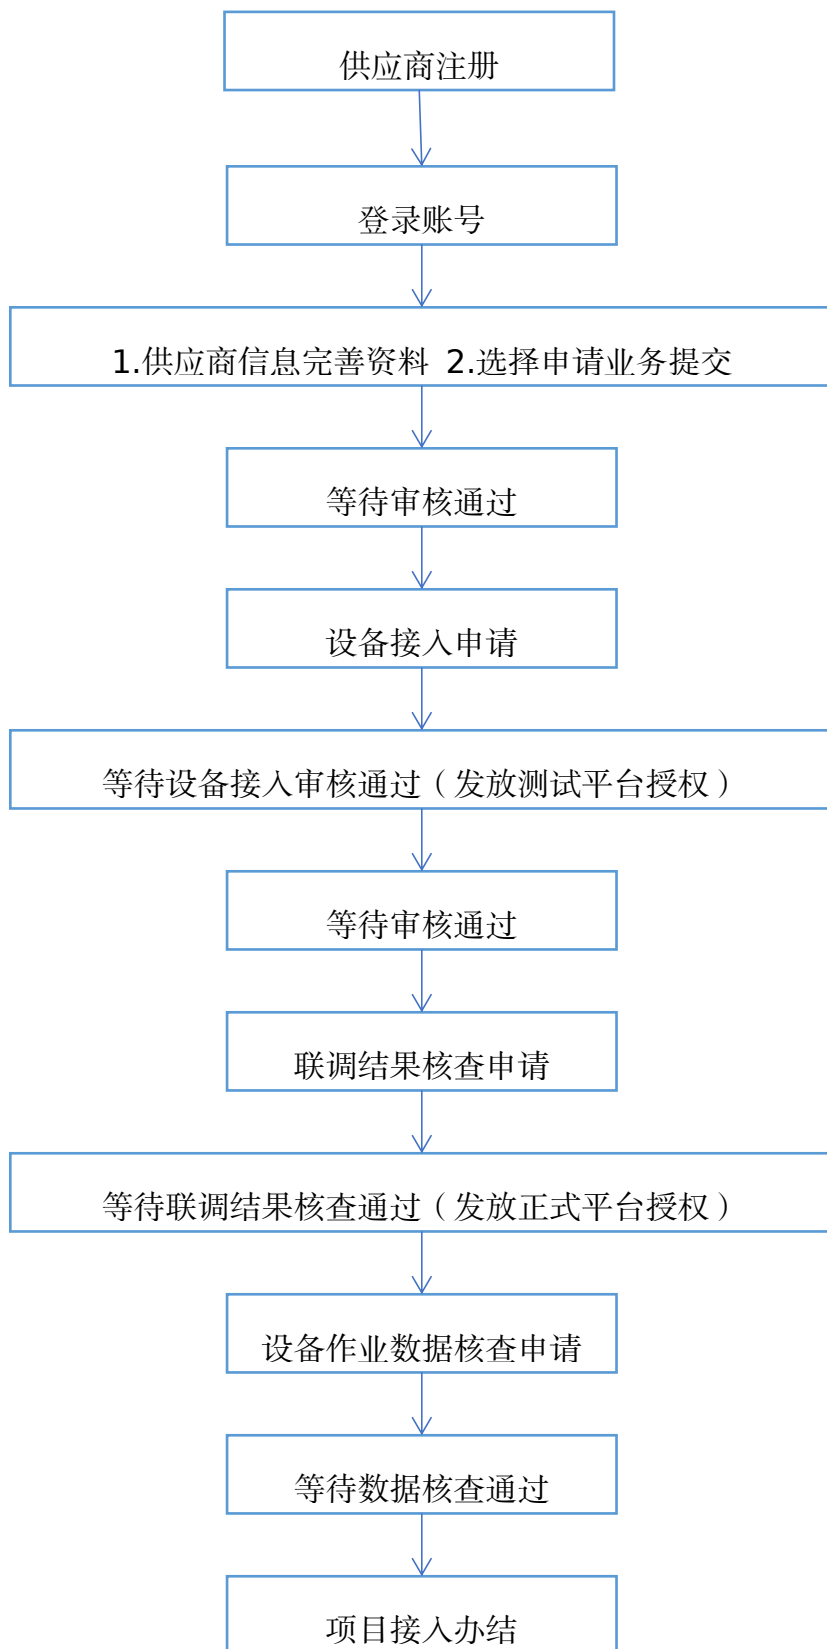 供应商注册
登录账号
1.供应商信息完善资料 2.选择申请业务提交
等待审核通过
设备接入申请
等待设备接入审核通过（发放测试平台授权）
等待审核通过
联调结果核查申请
等待联调结果核查通过（发放正式平台授权）
设备作业数据核查申请
等待数据核查通过
项目接入办结